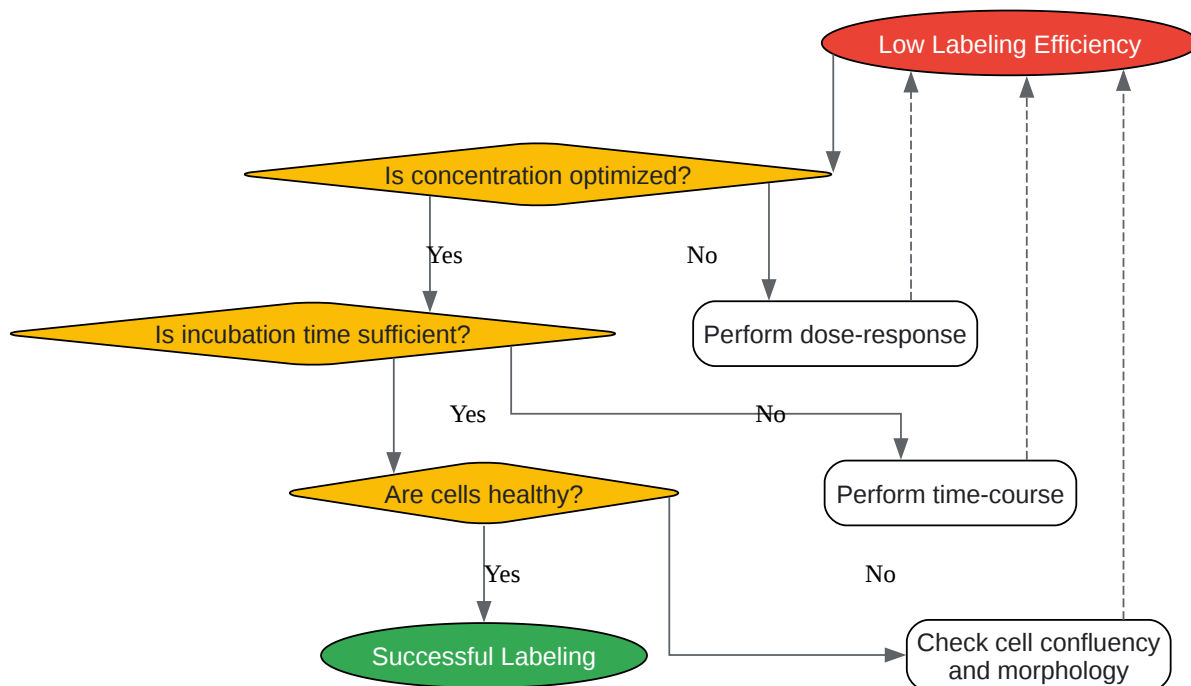 Low Labeling Efficiency
Is concentration optimized?
Yes
No
Is incubation time sufficient?
Perform dose-response
Yes
No
Are cells healthy?
Perform time-course
Yes
No
Successful Labeling
Check cell confluency
and morphology